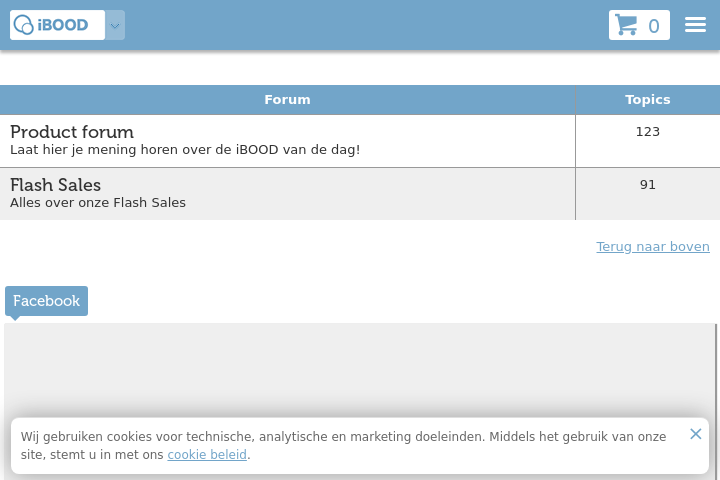 iBOOD
0
Forum
Topics
Product forum
Laat hier je mening horen over de iBOOD van de dag!
123
Flash Sales
Alles over onze Flash Sales
91
Terug naar boven
Facebook
Wij gebruiken cookies voor technische, analytische en marketing doeleinden. Middels het gebruik van onze
site, stemt u in met ons cookie beleid.